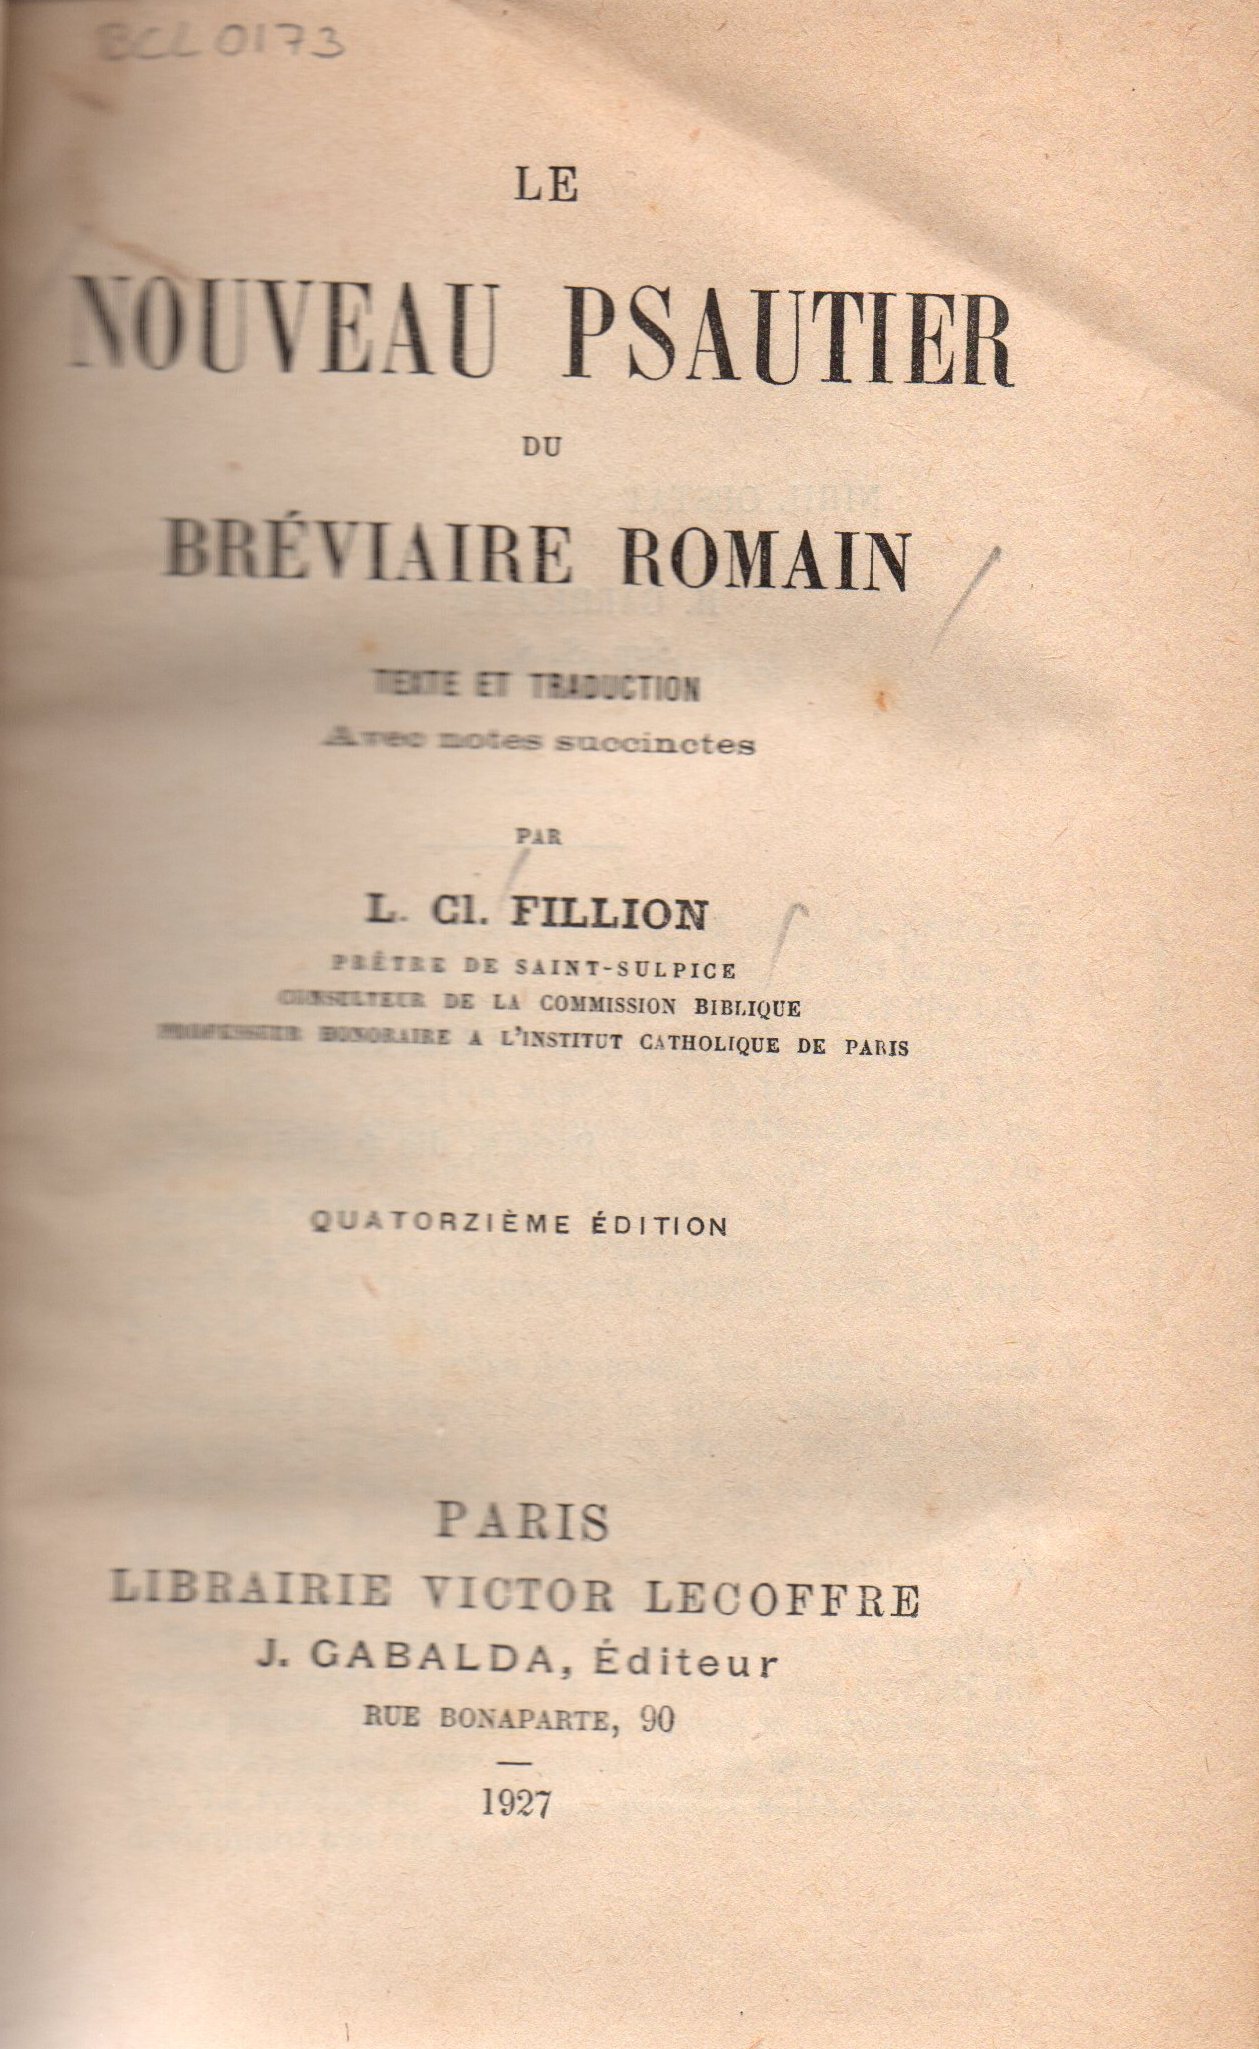 BCL 0173
LE
NOUVEAU PSAUTIER
DU
BRÉVIAIRE ROMAIN
TEXTE ET TRADUCTION
Avec notes succinctes
PAR
L. Cl. FILLION
PRÊTRE DE SAINT-SULPICE
CONSULTEUR DE LA COMMISSION BIBLIQUE
PROFESSEUR HONORAIRE A L'INSTITUT CATHOLIQUE DE PARIS
QUATORZIÈME ÉDITION
PARIS
LIBRAIRIE VICTOR LECOFFRE
J. GABALDA, Éditeur
RUE BONAPARTE, 90
1927